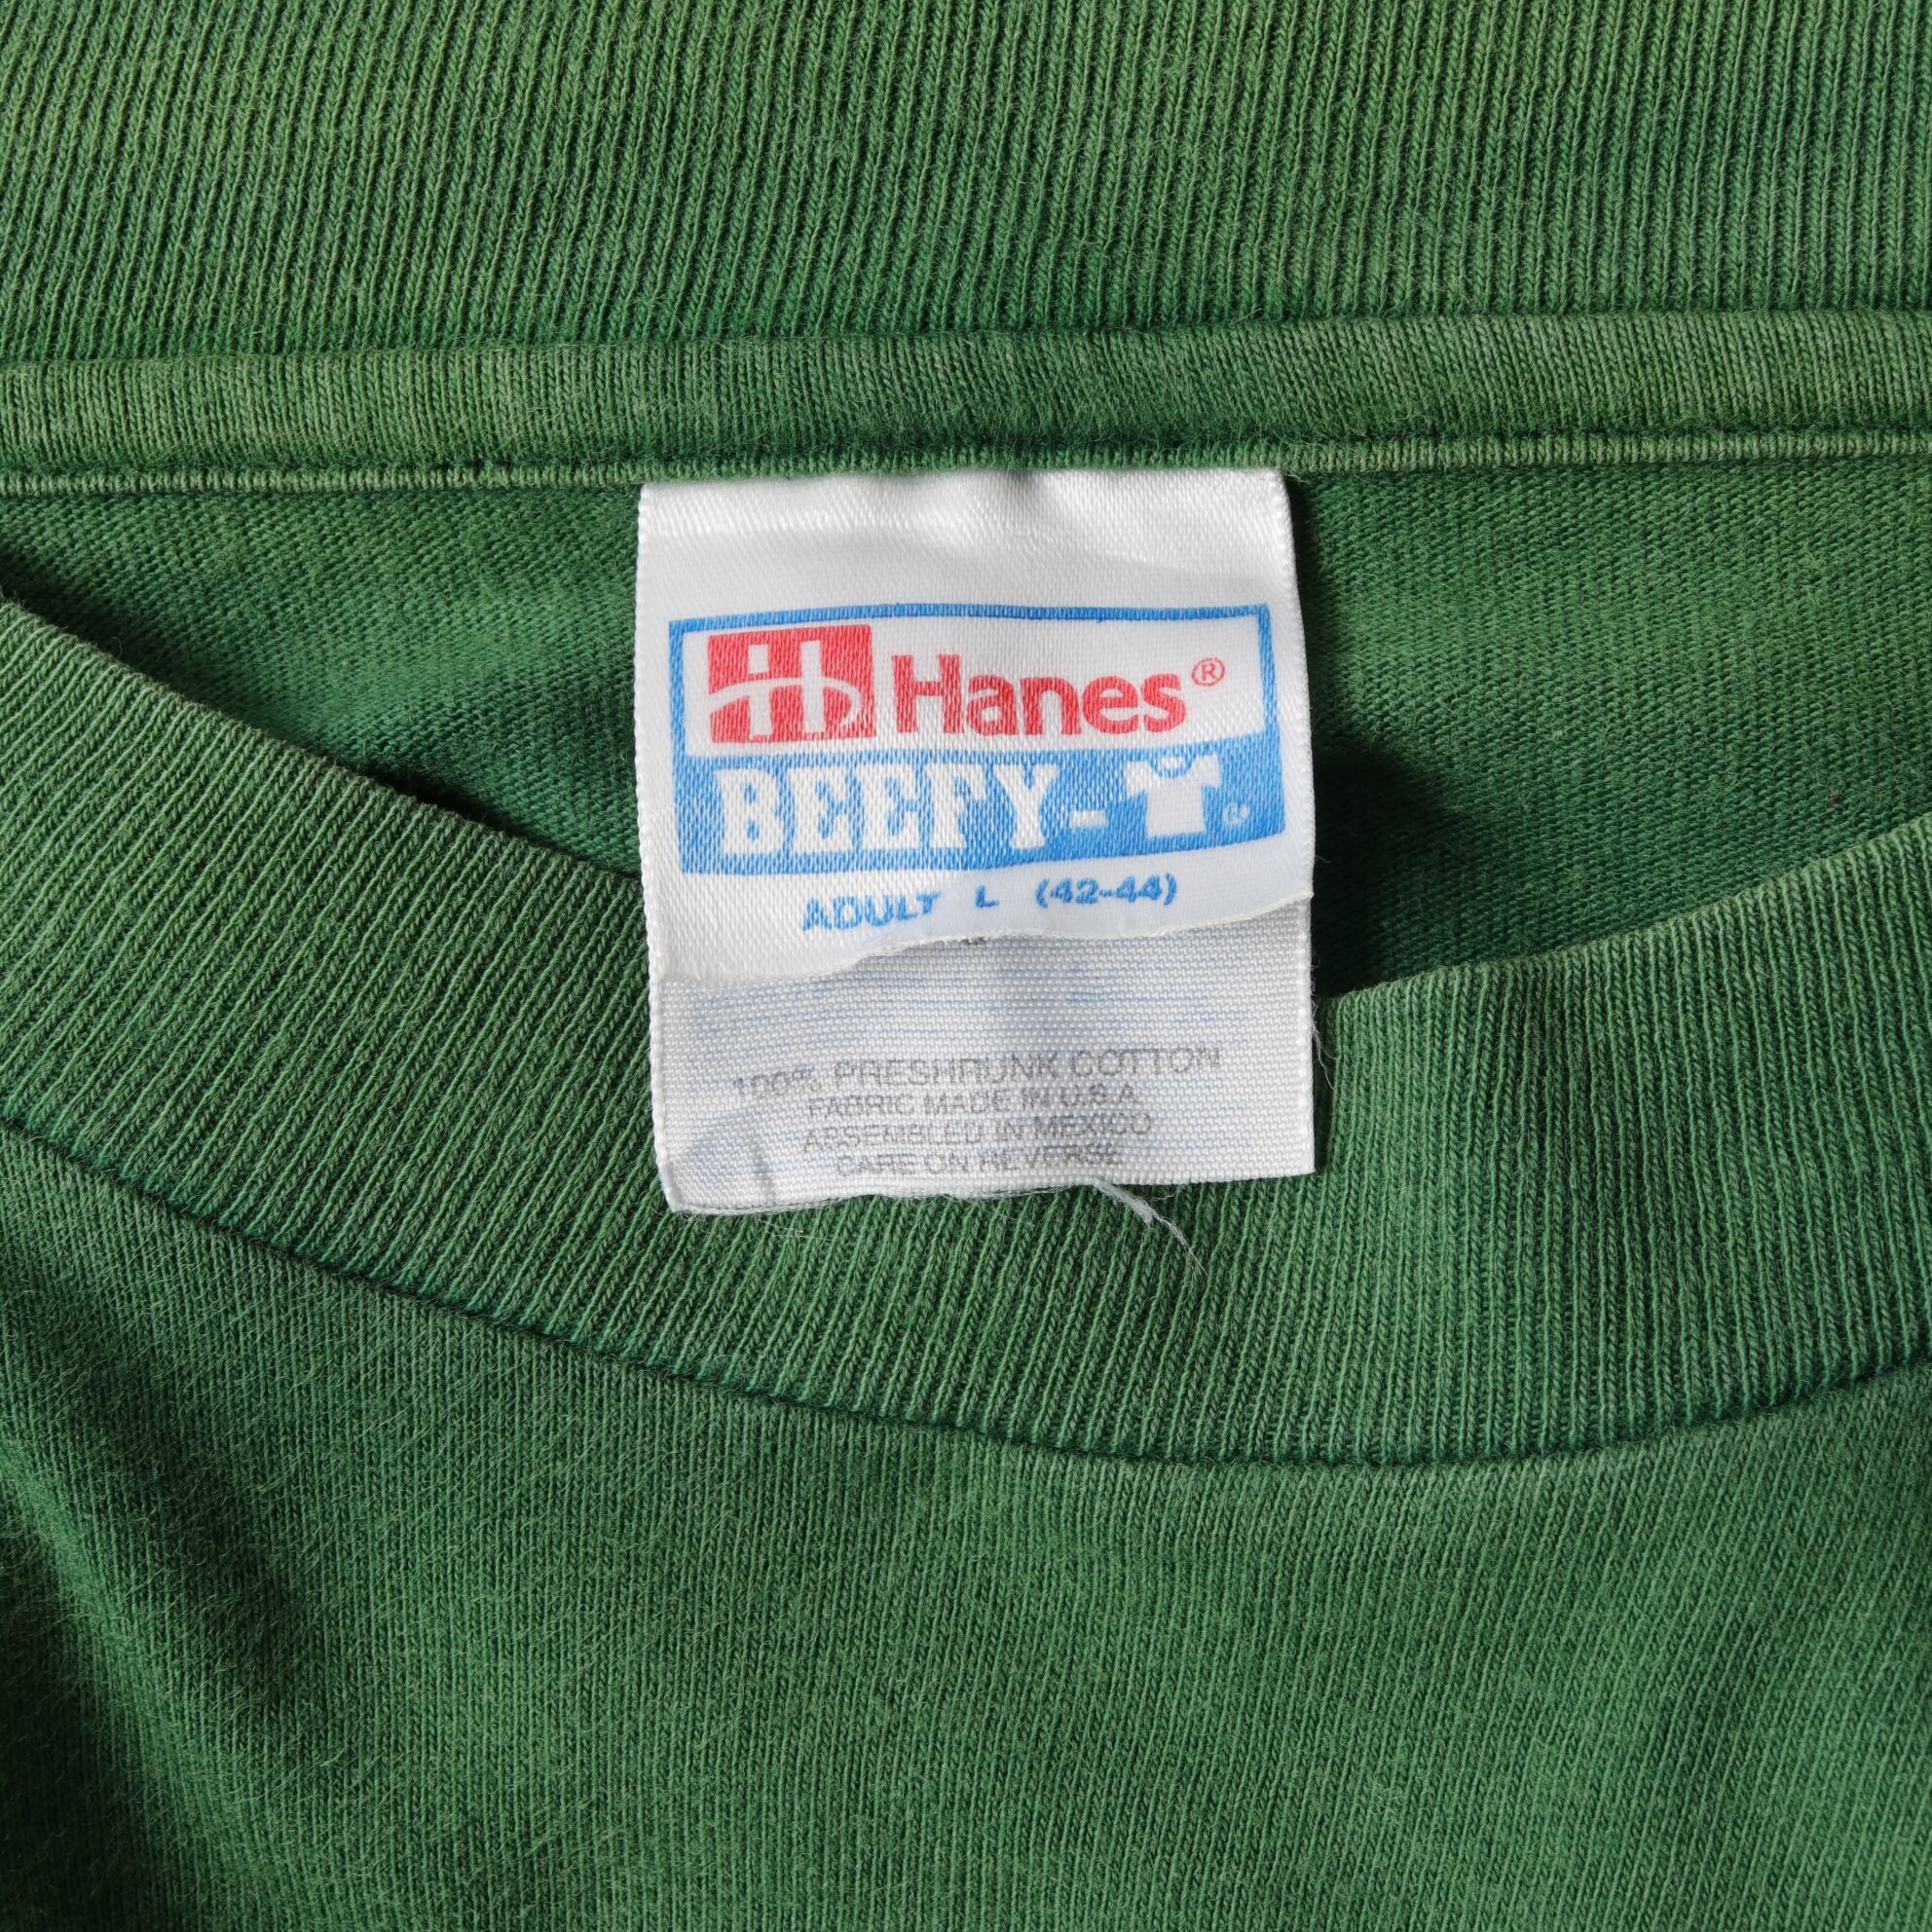 Hanes®
BEEFY-
ADULT L (42-44)
100% PRESHRUNK COTTON
FABRIC MADE IN U.S.A.
ASSEMBLED IN MEXICO
CARE ON REVERSE